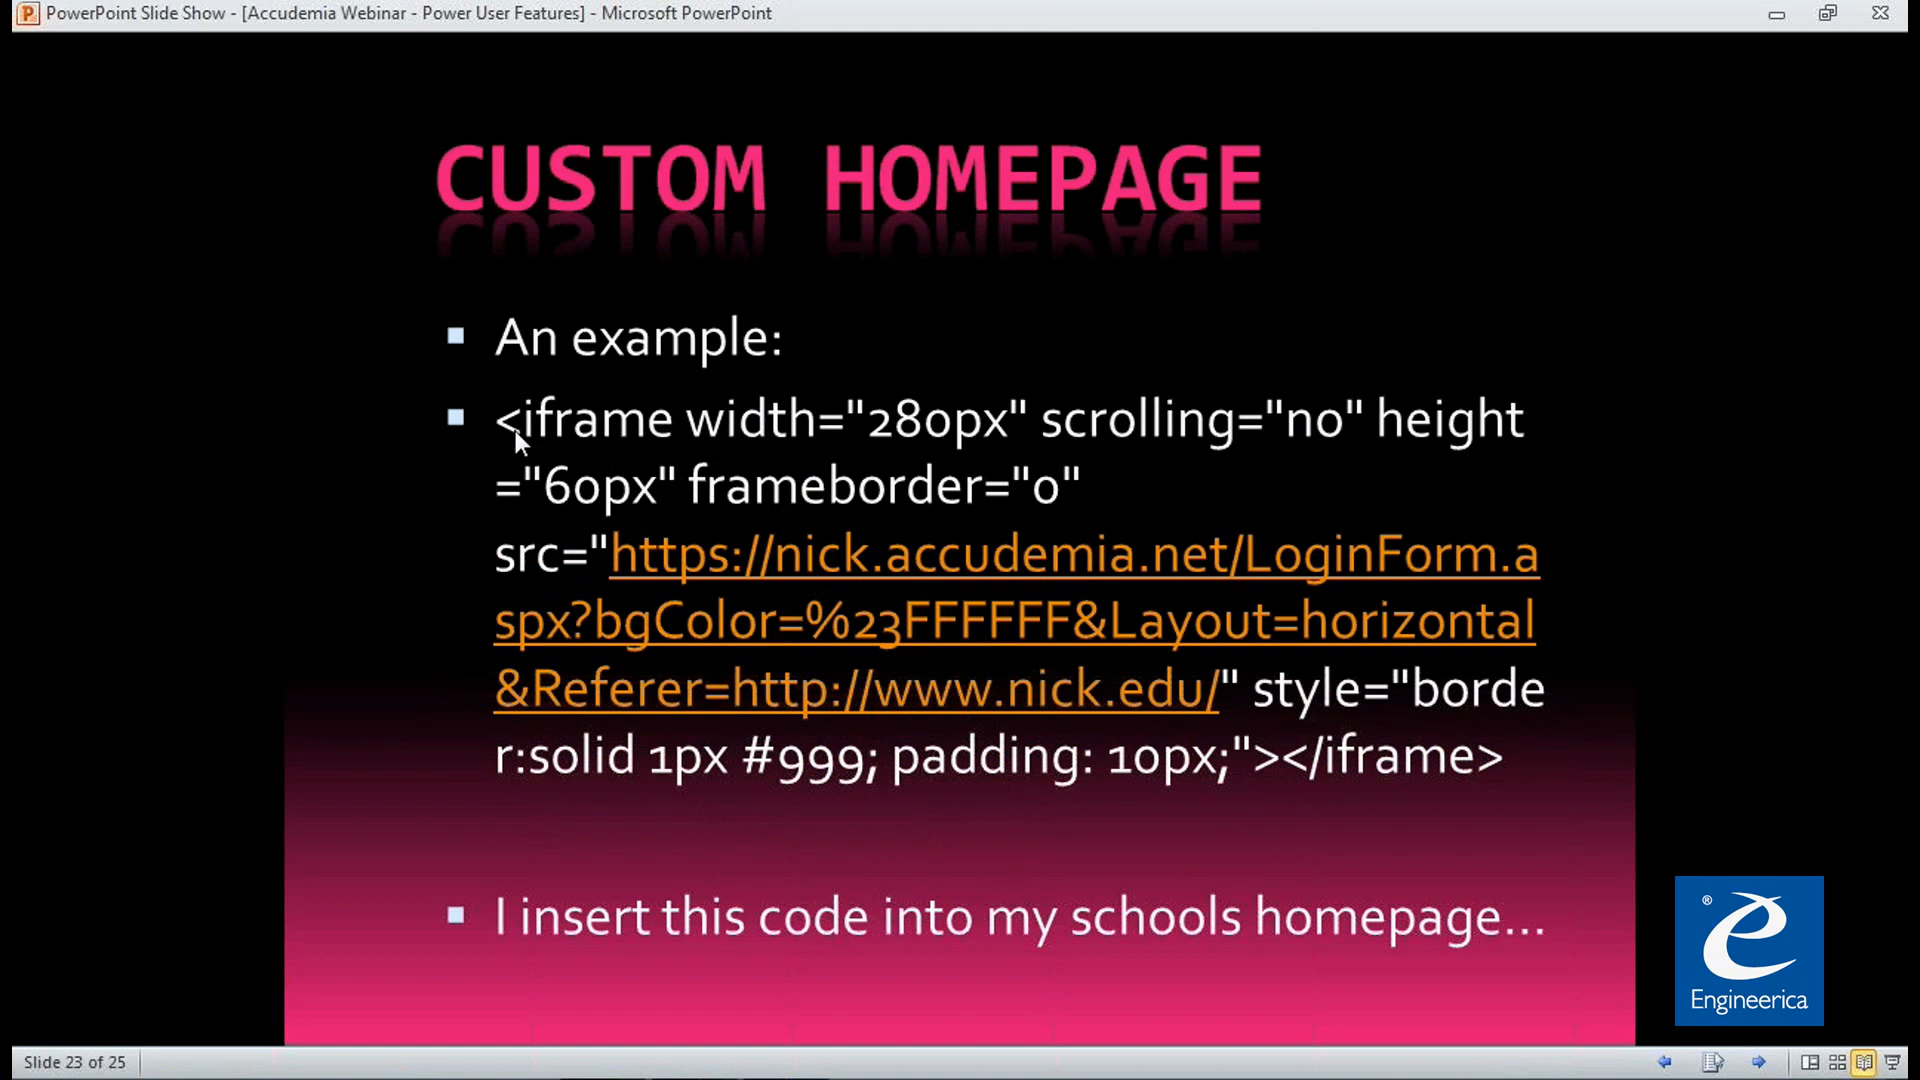 PowerPoint Slide Show - [Accudemia Webinar - Power User Features] - Microsoft PowerPoint
CUSTOM HOMEPAGE
An example:
<iframe width="280px" scrolling="no" height
="60px" frameborder="0"
src="https://nick.accudemia.net/LoginForm.a
spx?bgColor=%23FFFFFF&Layout=horizontal
&Referer=http://www.nick.edu/" style="borde
r:solid 1px #999; padding: 10px;"></iframe>
I insert this code into my schools homepage...
® e
Engineerica
Slide 23 of 25